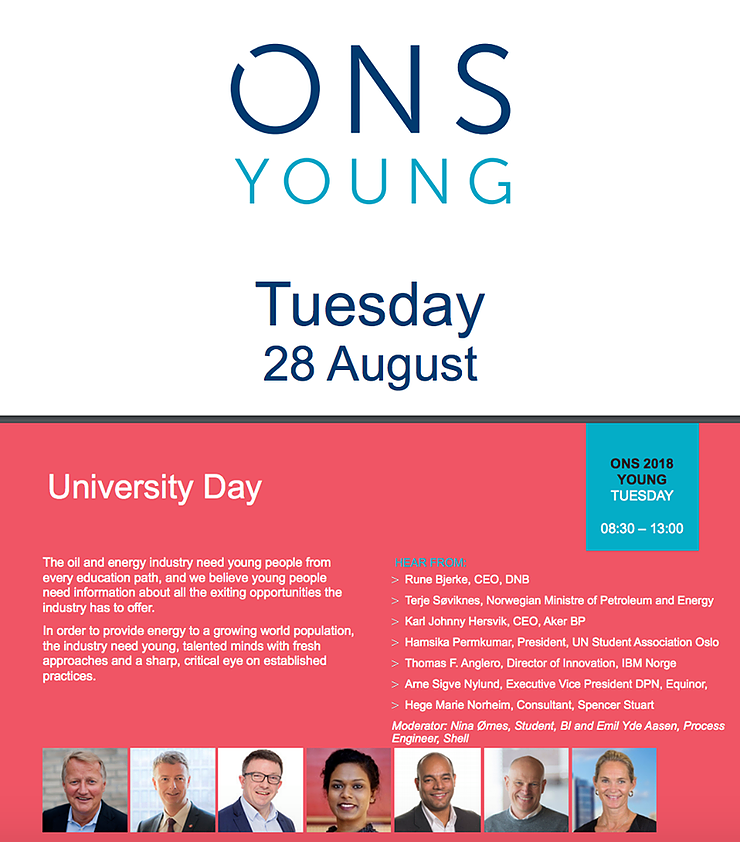 ONS
YOUNG
Tuesday
28 August
University Day
ONS 2018
YOUNG
TUESDAY
08:30 – 13:00
The oil and energy industry need young people from
every education path, and we believe young people
need information about all the exiting opportunities the
industry has to offer.
In order to provide energy to a growing world population,
the industry need young, talented minds with fresh
approaches and a sharp, critical eye on established
practices.
HEAR FROM:
> Rune Bjerke, CEO, DNB
> Terje Søviknes, Norwegian Ministre of Petroleum and Energy
> Karl Johnny Hersvik, CEO, Aker BP
> Hamsika Permkumar, President, UN Student Association Oslo
> Thomas F. Anglero, Director of Innovation, IBM Norge
> Arne Sigve Nylund, Executive Vice President DPN, Equinor,
> Hege Marie Norheim, Consultant, Spencer Stuart
Moderator: Nina Ørnes, Student, BI and Emil Yde Aasen, Process
Engineer, Shell